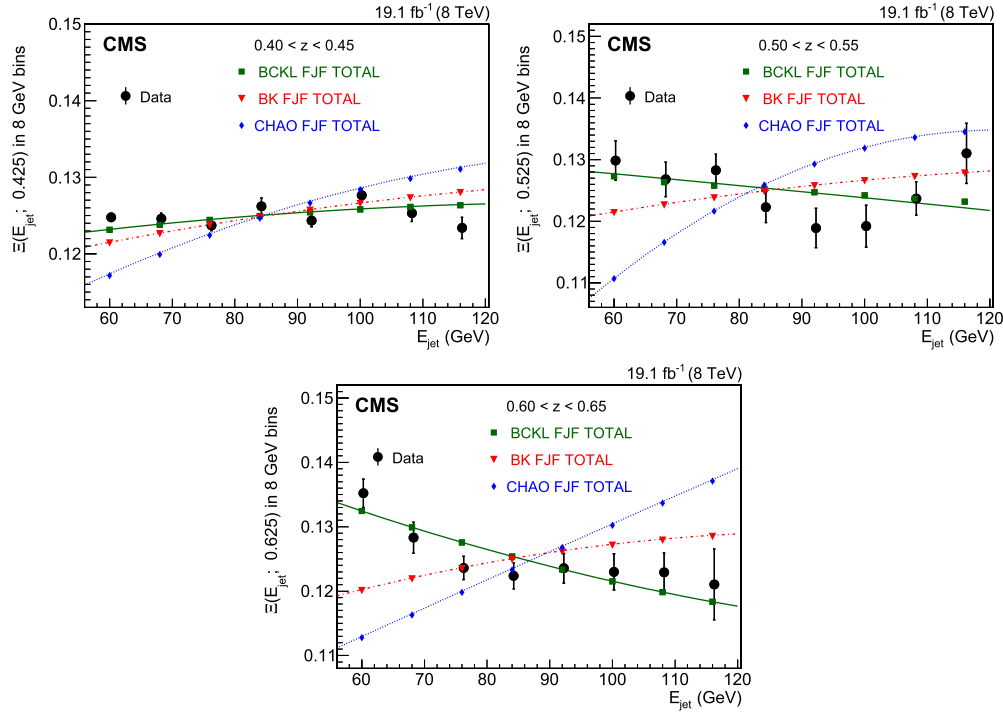 19.1 fb-1 (8 TeV)
CMS
0.40 < z < 0.45
BCKL FJF TOTAL
Data
BK FJF TOTAL
CHAO FJF TOTAL
Ξ(Ejet; 0.425) in 8 GeV bins
0.15
0.14
0.13
0.12
60 70 80 90 100 110 120
Ejet (GeV)
19.1 fb-1 (8 TeV)
CMS
0.50 < z < 0.55
BCKL FJF TOTAL
Data
BK FJF TOTAL
CHAO FJF TOTAL
Ξ(Ejet; 0.525) in 8 GeV bins
0.15
0.14
0.13
0.12
0.11
60 70 80 90 100 110 120
Ejet (GeV)
19.1 fb-1 (8 TeV)
CMS
0.60 < z < 0.65
BCKL FJF TOTAL
Data
BK FJF TOTAL
CHAO FJF TOTAL
Ξ(Ejet; 0.625) in 8 GeV bins
0.15
0.14
0.13
0.12
0.11
60 70 80 90 100 110 120
Ejet (GeV)